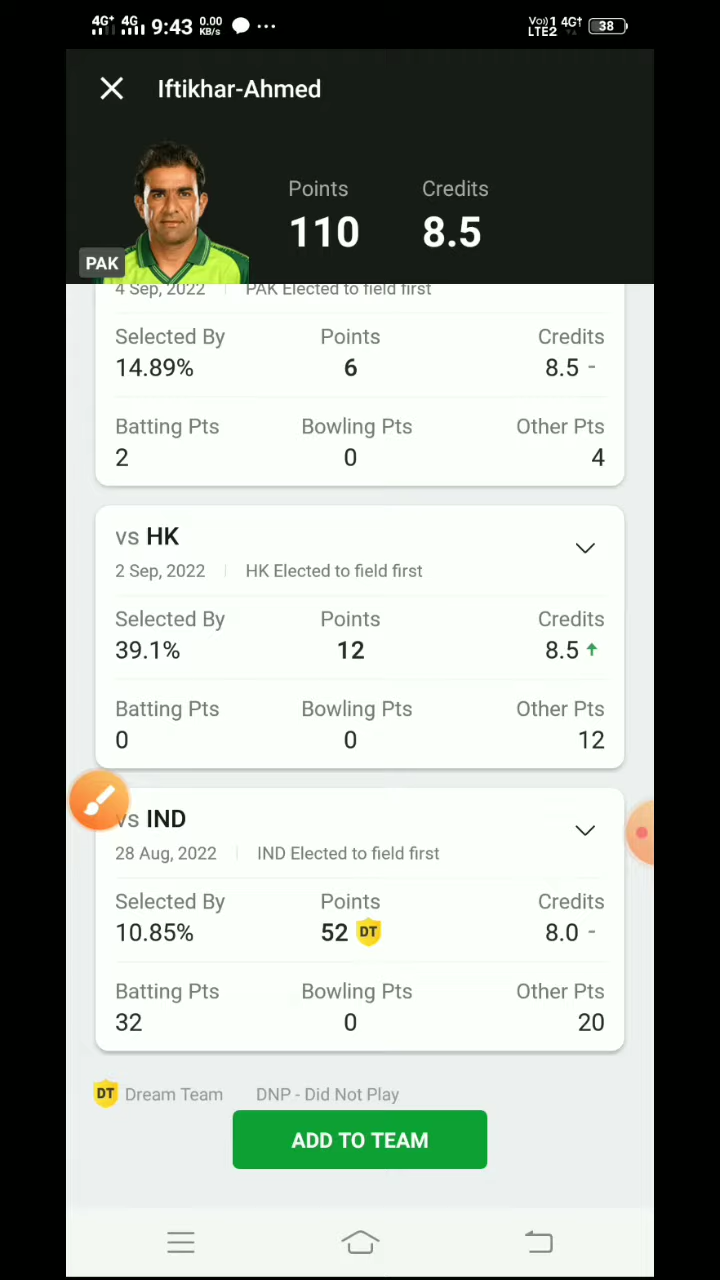 4G+ 4G 9:43 0.00 KB/s ... Vo)) 1 LTE2 4G↑ 38
Iftikhar-Ahmed
Points Credits
110 8.5
PAK
4 Sep, 2022 PAK Elected to field first
Selected By Points Credits
14.89% 6 8.5 -
Batting Pts Bowling Pts Other Pts
2 0 4
vs HK
2 Sep, 2022 HK Elected to field first
Selected By Points Credits
39.1% 12 8.5 ↑
Batting Pts Bowling Pts Other Pts
0 0 12
vs IND
28 Aug, 2022 IND Elected to field first
Selected By Points Credits
10.85% 52 DT 8.0 -
Batting Pts Bowling Pts Other Pts
32 0 20
DT Dream Team DNP - Did Not Play
ADD TO TEAM